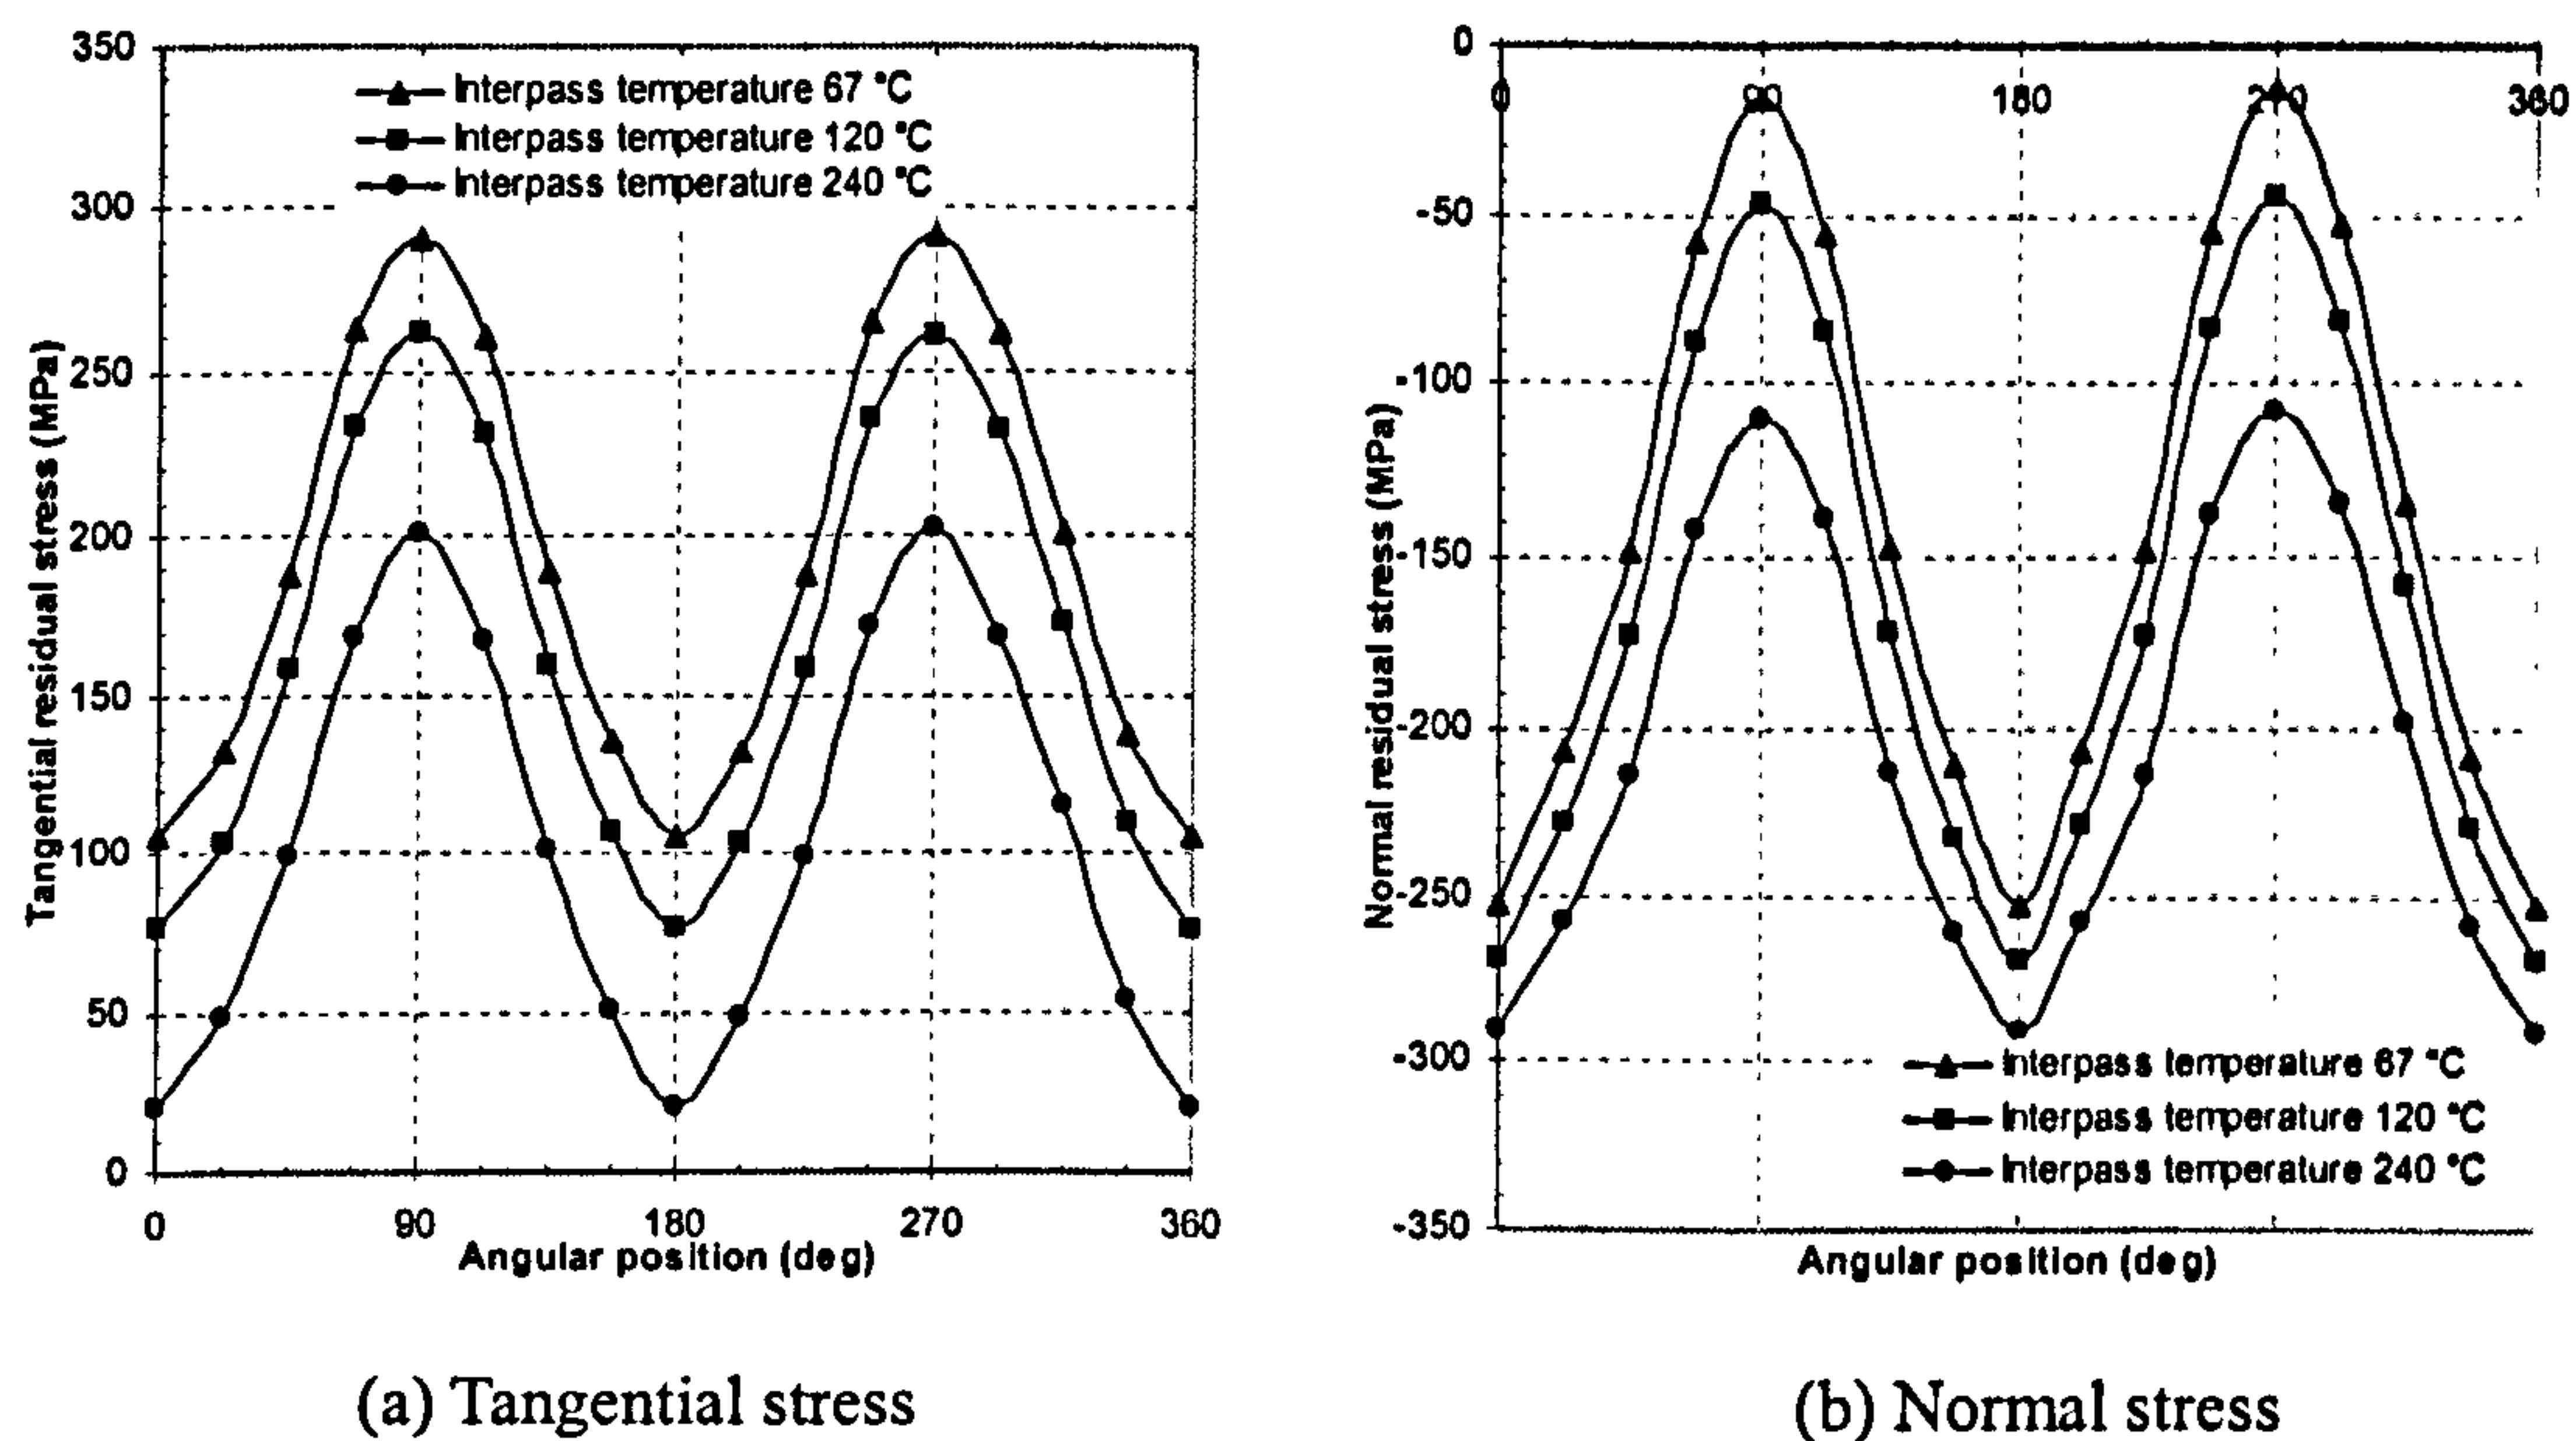 350
300
250
200
150
100
50
0
Tangential residual stress (MPa)
Interpass temperature 67 °C
Interpass temperature 120 °C
Interpass temperature 240 °C
0 90 180 270 360
Angular position (deg)
(a) Tangential stress
0
-50
-100
-150
-200
-250
-300
-350
Normal residual stress (MPa)
0 90 180 270 360
Interpass temperature 67 °C
Interpass temperature 120 °C
Interpass temperature 240 °C
Angular position (deg)
(b) Normal stress